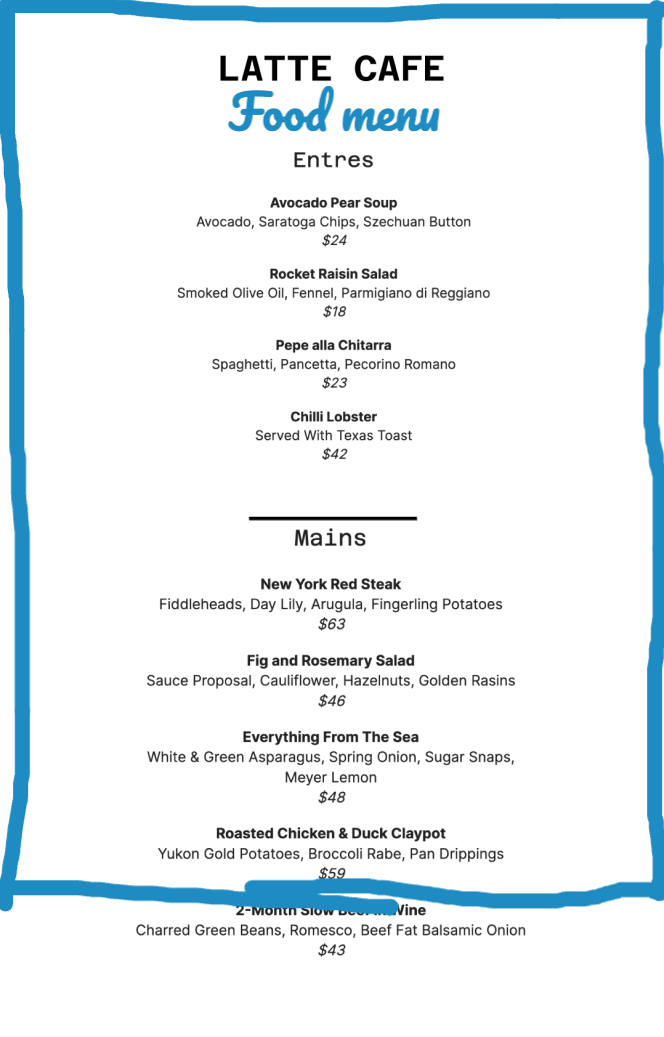 LATTE CAFE
Food menu
Entres
Avocado Pear Soup
Avocado, Saratoga Chips, Szechuan Button
$24
Rocket Raisin Salad
Smoked Olive Oil, Fennel, Parmigiano di Reggiano
$18
Pepe alla Chitarra
Spaghetti, Pancetta, Pecorino Romano
$23
Chilli Lobster
Served With Texas Toast
$42
Mains
New York Red Steak
Fiddleheads, Day Lily, Arugula, Fingerling Potatoes
$63
Fig and Rosemary Salad
Sauce Proposal, Cauliflower, Hazelnuts, Golden Rasins
$46
Everything From The Sea
White & Green Asparagus, Spring Onion, Sugar Snaps,
Meyer Lemon
$48
Roasted Chicken & Duck Claypot
Yukon Gold Potatoes, Broccoli Rabe, Pan Drippings
$59
2-Month Slow Beef in Wine
Charred Green Beans, Romesco, Beef Fat Balsamic Onion
$43